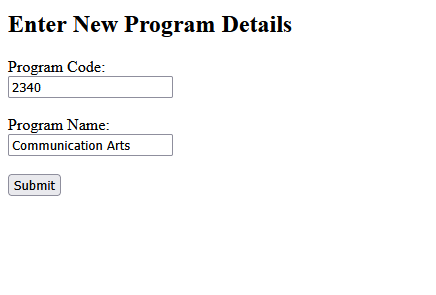 Enter New Program Details
Program Code:
2340
Program Name:
Communication Arts
Submit